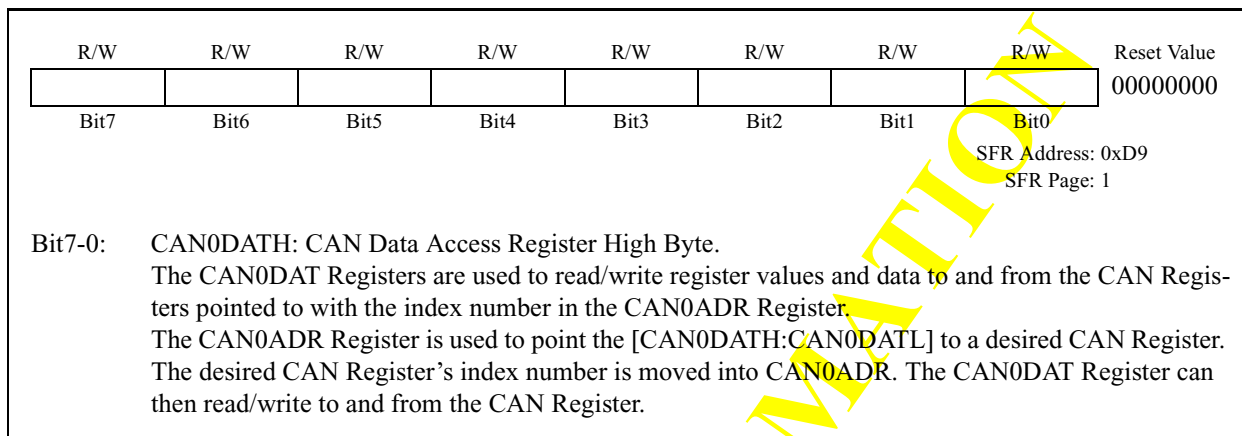 R/W R/W R/W R/W R/W R/W R/W R/W Reset Value
00000000
Bit7 Bit6 Bit5 Bit4 Bit3 Bit2 Bit1 Bit0
SFR Address: 0xD9
SFR Page: 1
Bit7-0: CAN0DATH: CAN Data Access Register High Byte.
The CAN0DAT Registers are used to read/write register values and data to and from the CAN Regis-
ters pointed to with the index number in the CAN0ADR Register.
The CAN0ADR Register is used to point the [CAN0DATH:CAN0DATL] to a desired CAN Register.
The desired CAN Register’s index number is moved into CAN0ADR. The CAN0DAT Register can
then read/write to and from the CAN Register.
MATION